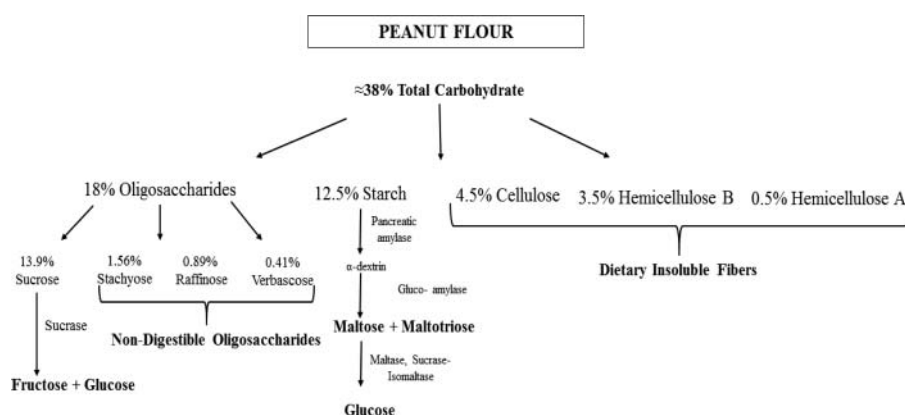 PEANUT FLOUR
≈38% Total Carbohydrate
18% Oligosaccharides
12.5% Starch
4.5% Cellulose
3.5% Hemicellulose B
0.5% Hemicellulose A
Pancreatic
amylase
Dietary Insoluble Fibers
13.9%
Sucrose
1.56%
Stachyose
0.89%
Raffinose
0.41%
Verbascose
α-dextrin
Gluco- amylase
Sucrase
Non-Digestible Oligosaccharides
Maltose + Maltotriose
Maltase, Sucrase-
Isomaltase
Fructose + Glucose
Glucose